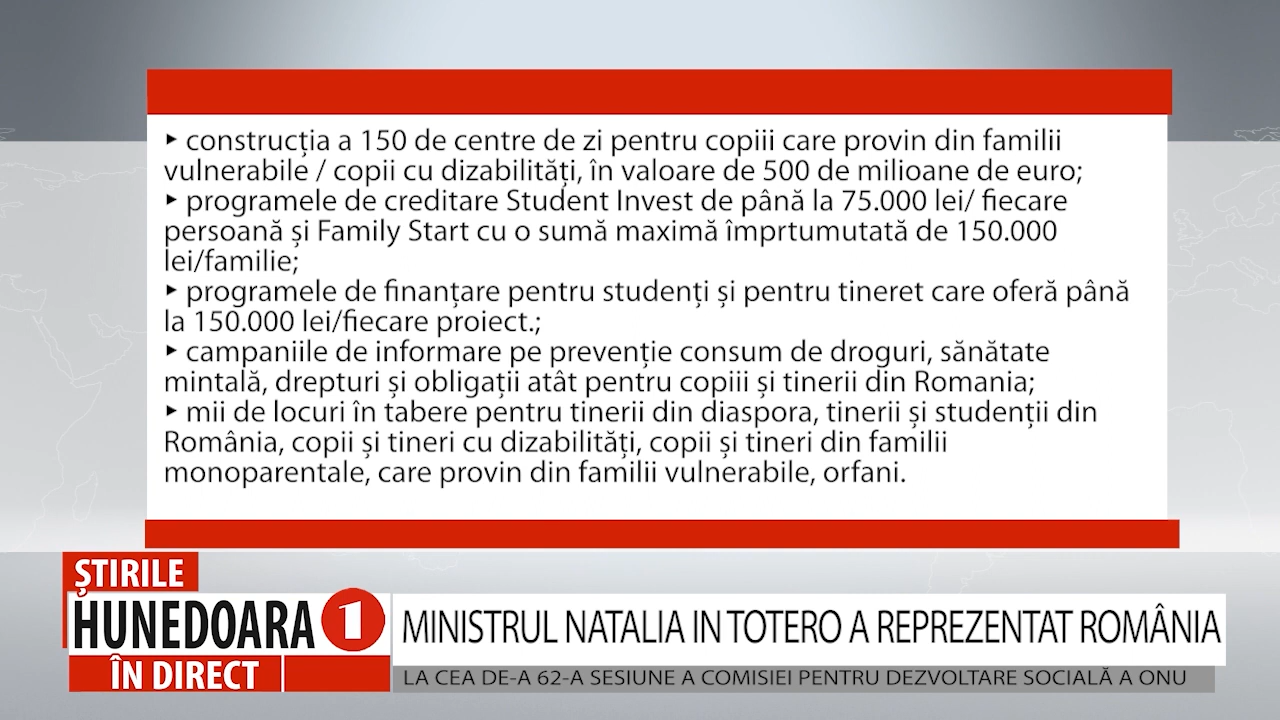 ‣ construcția a 150 de centre de zi pentru copiii care provin din familii
vulnerabile / copii cu dizabilități, în valoare de 500 de milioane de euro;
‣ programele de creditare Student Invest de până la 75.000 lei/ fiecare
persoană și Family Start cu o sumă maximă împrtumutată de 150.000
lei/familie;
‣ programele de finanțare pentru studenți și pentru tineret care oferă până
la 150.000 lei/fiecare proiect.;
‣ campaniile de informare pe prevenție consum de droguri, sănătate
mintală, drepturi și obligații atât pentru copiii și tinerii din Romania;
‣ mii de locuri în tabere pentru tinerii din diaspora, tinerii și studenții din
România, copii și tineri cu dizabilități, copii și tineri din familii
monoparentale, care provin din familii vulnerabile, orfani.
ȘTIRILE
HUNEDOARA 1
ÎN DIRECT
MINISTRUL NATALIA IN TOTERO A REPREZENTAT ROMÂNIA
LA CEA DE-A 62-A SESIUNE A COMISIEI PENTRU DEZVOLTARE SOCIALĂ A ONU